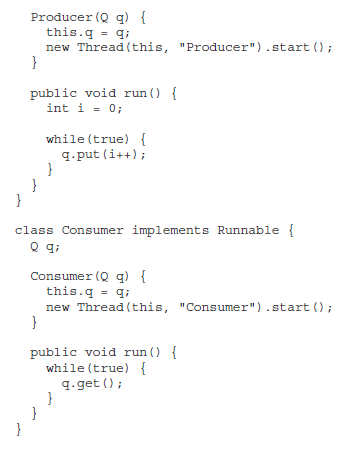 Producer(Q q) {
this.q = q;
new Thread(this, "Producer").start();
}
public void run() {
int i = 0;
while(true) {
q.put(i++);
}
}
}
class Consumer implements Runnable {
Q q;
Consumer(Q q) {
this.q = q;
new Thread(this, "Consumer").start();
}
public void run() {
while(true) {
q.get();
}
}
}